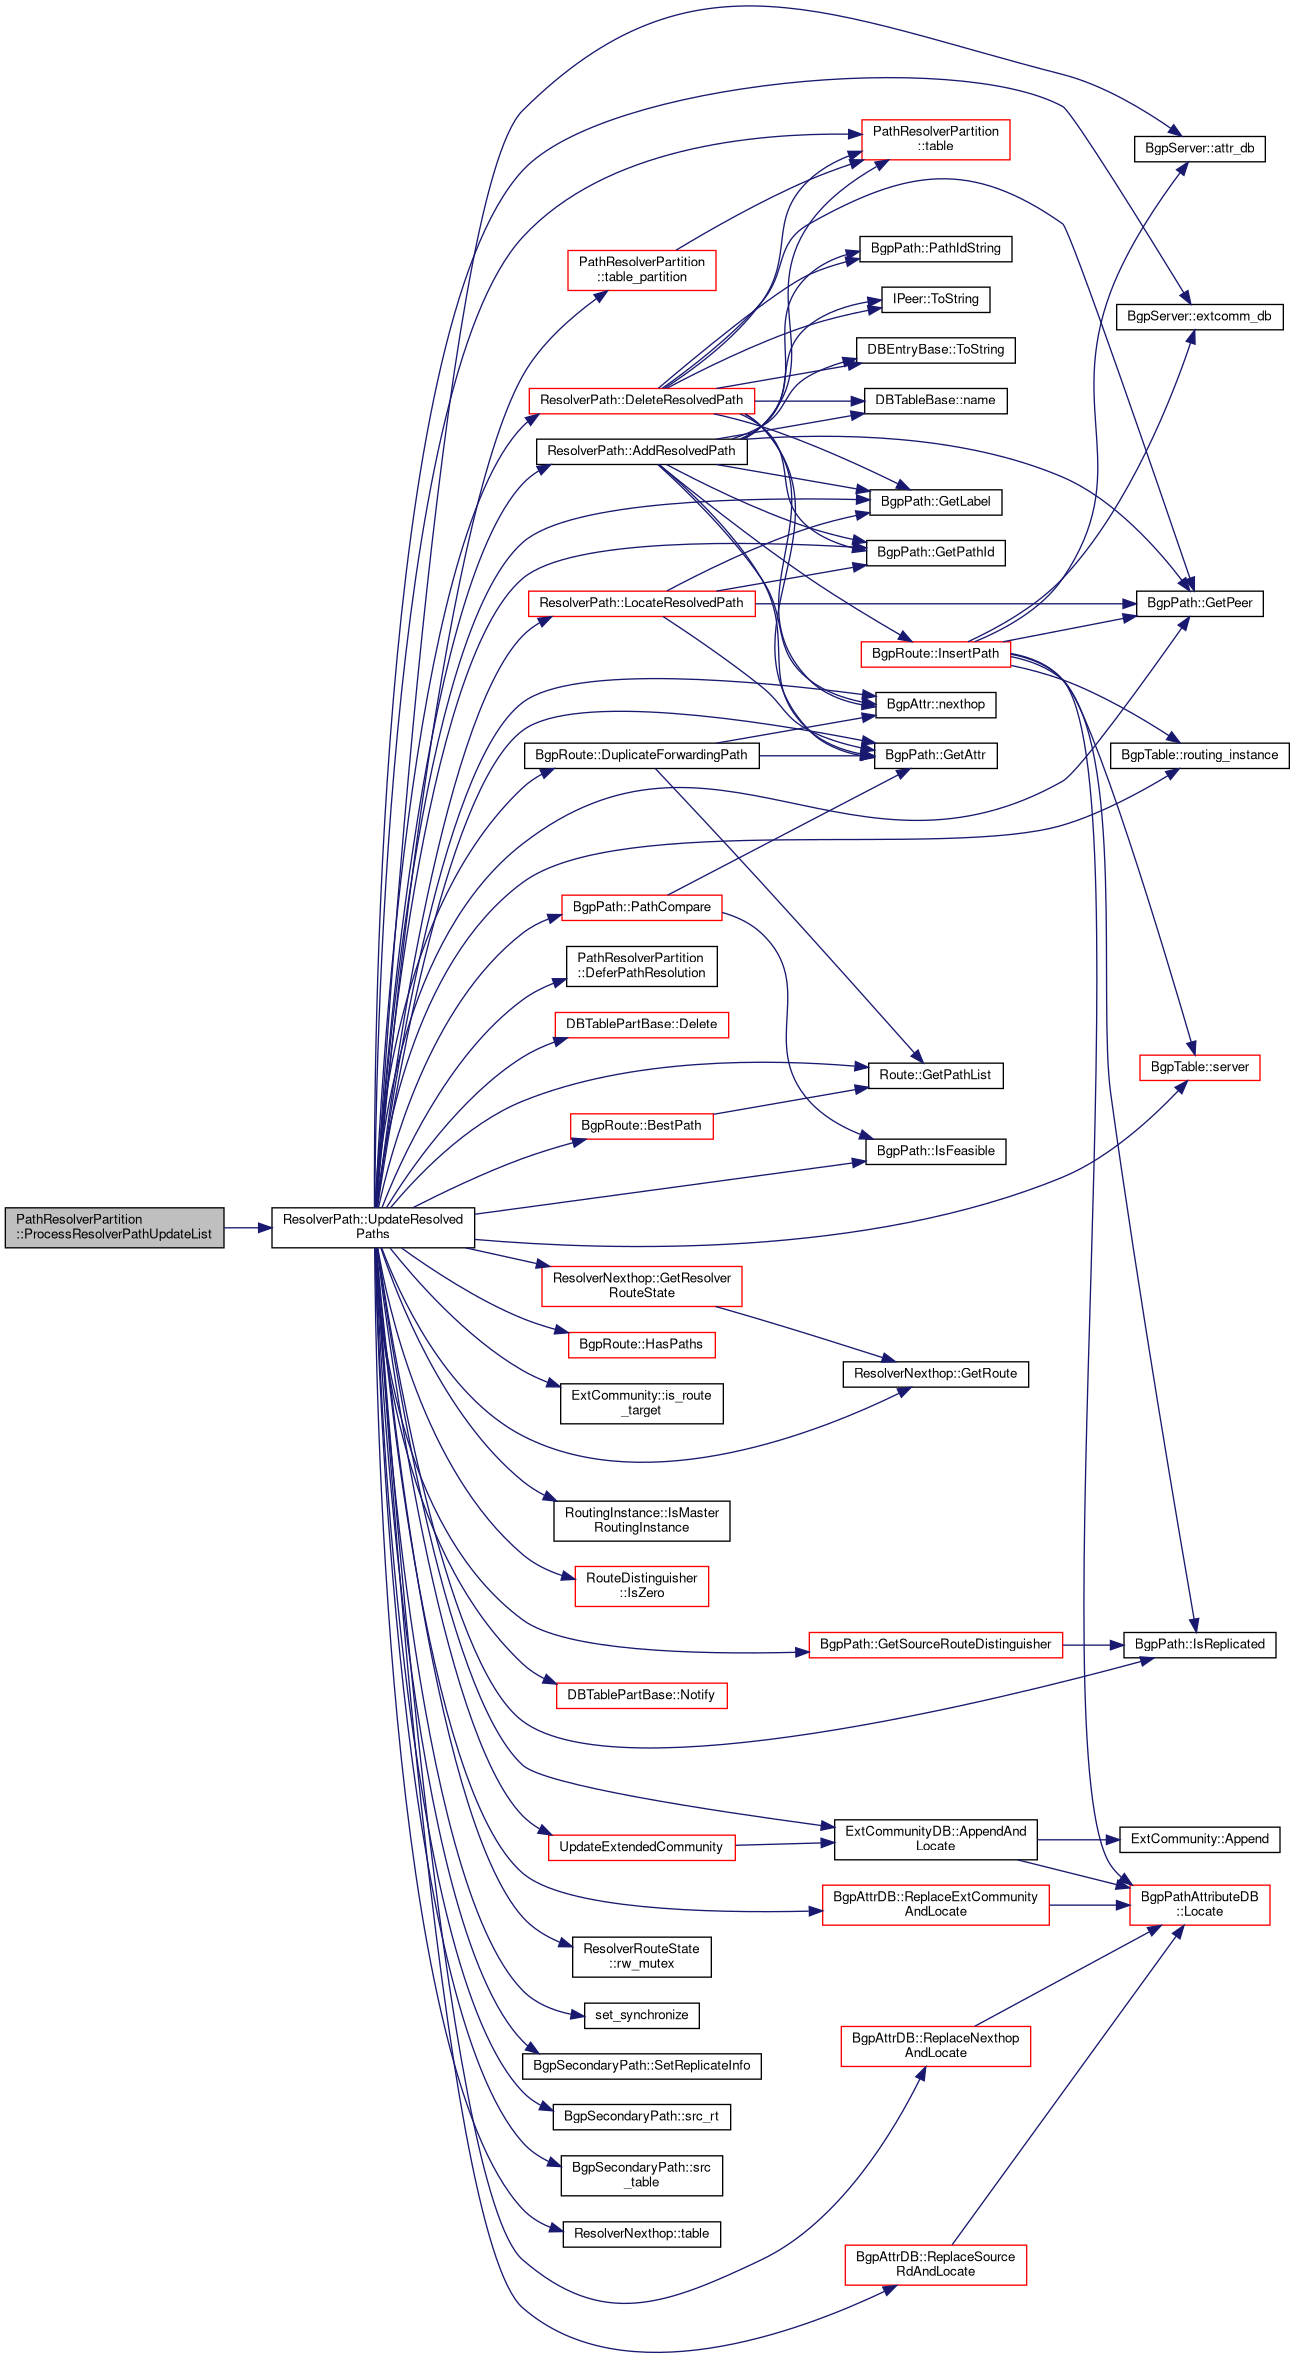 PathResolverPartition
::ProcessResolverPathUpdateList
ResolverPath::UpdateResolved
Paths
PathResolverPartition
::table_partition
ResolverPath::DeleteResolvedPath
ResolverPath::AddResolvedPath
ResolverPath::LocateResolvedPath
BgpRoute::DuplicateForwardingPath
BgpPath::PathCompare
PathResolverPartition
::DeferPathResolution
DBTablePartBase::Delete
BgpRoute::BestPath
ResolverNexthop::GetResolver
RouteState
BgpRoute::HasPaths
ExtCommunity::is_route
_target
RoutingInstance::IsMaster
RoutingInstance
RouteDistinguisher
::IsZero
DBTablePartBase::Notify
UpdateExtendedCommunity
ResolverRouteState
::rw_mutex
set_synchronize
BgpSecondaryPath::SetReplicateInfo
BgpSecondaryPath::src_rt
BgpSecondaryPath::src
_table
ResolverNexthop::table
PathResolverPartition
::table
BgpPath::PathIdString
IPeer::ToString
DBEntryBase::ToString
DBTableBase::name
BgpPath::GetLabel
BgpPath::GetPathId
BgpRoute::InsertPath
BgpAttr::nexthop
BgpPath::GetAttr
Route::GetPathList
BgpPath::IsFeasible
ResolverNexthop::GetRoute
BgpPath::GetSourceRouteDistinguisher
ExtCommunityDB::AppendAnd
Locate
BgpAttrDB::ReplaceExtCommunity
AndLocate
BgpAttrDB::ReplaceNexthop
AndLocate
BgpAttrDB::ReplaceSource
RdAndLocate
BgpServer::attr_db
BgpServer::extcomm_db
BgpPath::GetPeer
BgpTable::routing_instance
BgpTable::server
BgpPath::IsReplicated
ExtCommunity::Append
BgpPathAttributeDB
::Locate